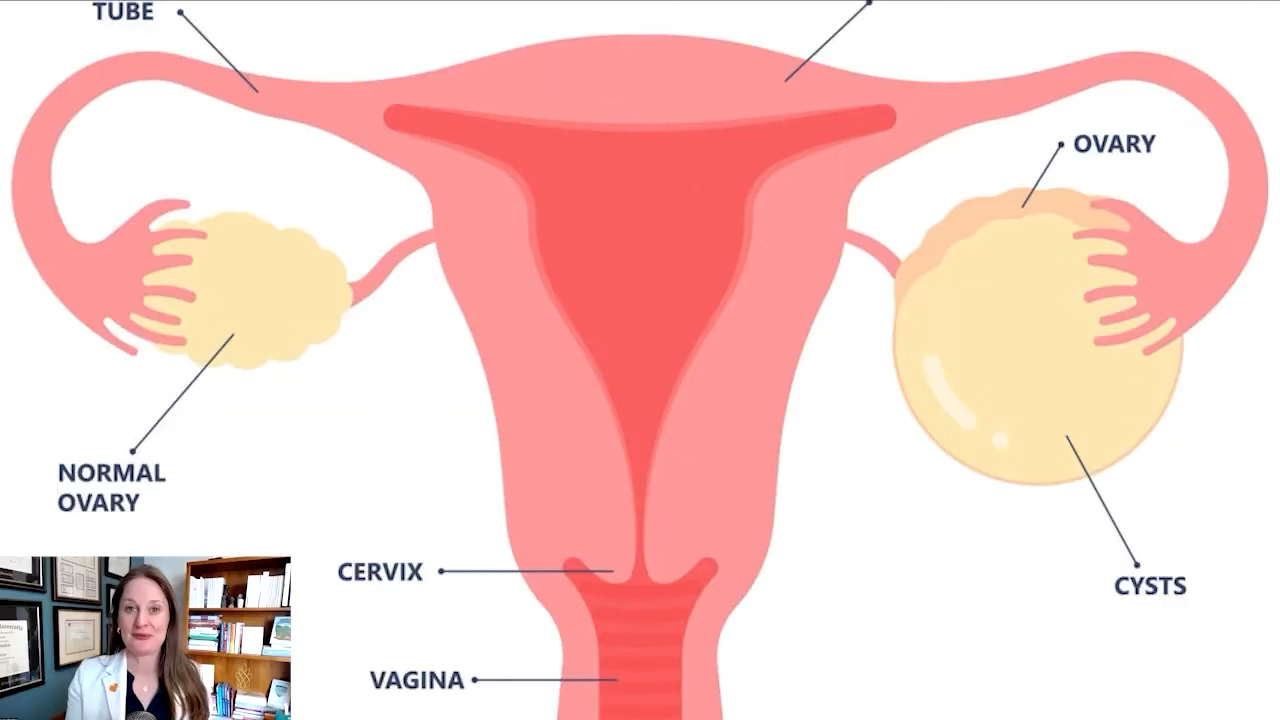 TUBE
OVARY
NORMAL
OVARY
CERVIX
CYSTS
VAGINA